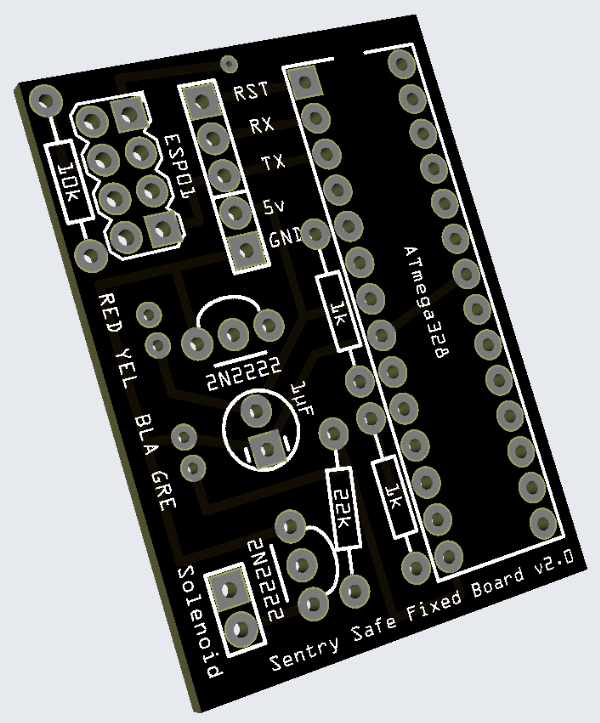 RST
RX
TX
5v
GND
ESP01
10k
ATmega328
1k
RED YEL
2N2222
1µF
BLA GRE
22k
1k
2N2222
Solenoid
Sentry Safe Fixed Board v2.0